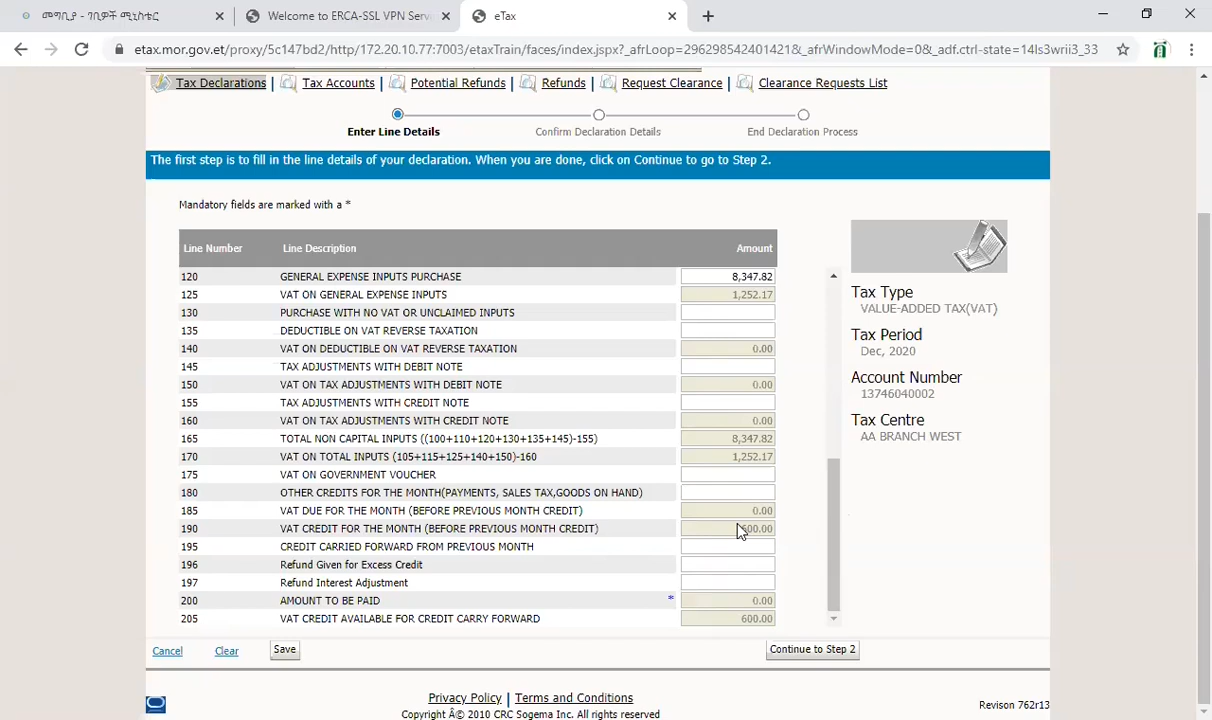 መግቢያ - ገቢዎች ሚኒስቴር
Welcome to ERCA-SSL VPN Servi
eTax
etax.mor.gov.et/proxy/5c147bd2/http/172.20.10.77:7003/etaxTrain/faces/index.jspx?_afrLoop=2962985424014218&_afrWindowMode=0&_adf.ctrl-state=14ls3wrii3_33
Tax Declarations | Tax Accounts | Potential Refunds | Refunds | Request Clearance | Clearance Requests List
Enter Line Details
Confirm Declaration Details
End Declaration Process
The first step is to fill in the line details of your declaration. When you are done, click on Continue to go to Step 2.
Mandatory fields are marked with a *
Line Number Line Description Amount
120 GENERAL EXPENSE INPUTS PURCHASE 8,347.82
125 VAT ON GENERAL EXPENSE INPUTS 1,252.17
130 PURCHASE WITH NO VAT OR UNCLAIMED INPUTS
135 DEDUCTIBLE ON VAT REVERSE TAXATION
140 VAT ON DEDUCTIBLE ON VAT REVERSE TAXATION 0.00
145 TAX ADJUSTMENTS WITH DEBIT NOTE
150 VAT ON TAX ADJUSTMENTS WITH DEBIT NOTE 0.00
155 TAX ADJUSTMENTS WITH CREDIT NOTE
160 VAT ON TAX ADJUSTMENTS WITH CREDIT NOTE 0.00
165 TOTAL NON CAPITAL INPUTS ((100+110+120+130+135+145)-155) 8,347.82
170 VAT ON TOTAL INPUTS (105+115+125+140+150)-160 1,252.17
175 VAT ON GOVERNMENT VOUCHER
180 OTHER CREDITS FOR THE MONTH(PAYMENTS, SALES TAX,GOODS ON HAND)
185 VAT DUE FOR THE MONTH (BEFORE PREVIOUS MONTH CREDIT) 0.00
190 VAT CREDIT FOR THE MONTH (BEFORE PREVIOUS MONTH CREDIT) 600.00
195 CREDIT CARRIED FORWARD FROM PREVIOUS MONTH
196 Refund Given for Excess Credit
197 Refund Interest Adjustment
200 AMOUNT TO BE PAID * 0.00
205 VAT CREDIT AVAILABLE FOR CREDIT CARRY FORWARD 600.00
Tax Type
VALUE-ADDED TAX(VAT)
Tax Period
Dec, 2020
Account Number
13746040002
Tax Centre
AA BRANCH WEST
Cancel Clear Save Continue to Step 2
Privacy Policy | Terms and Conditions
Revison 762r13
Copyright Â© 2010 CRC Sogema Inc. All rights reserved